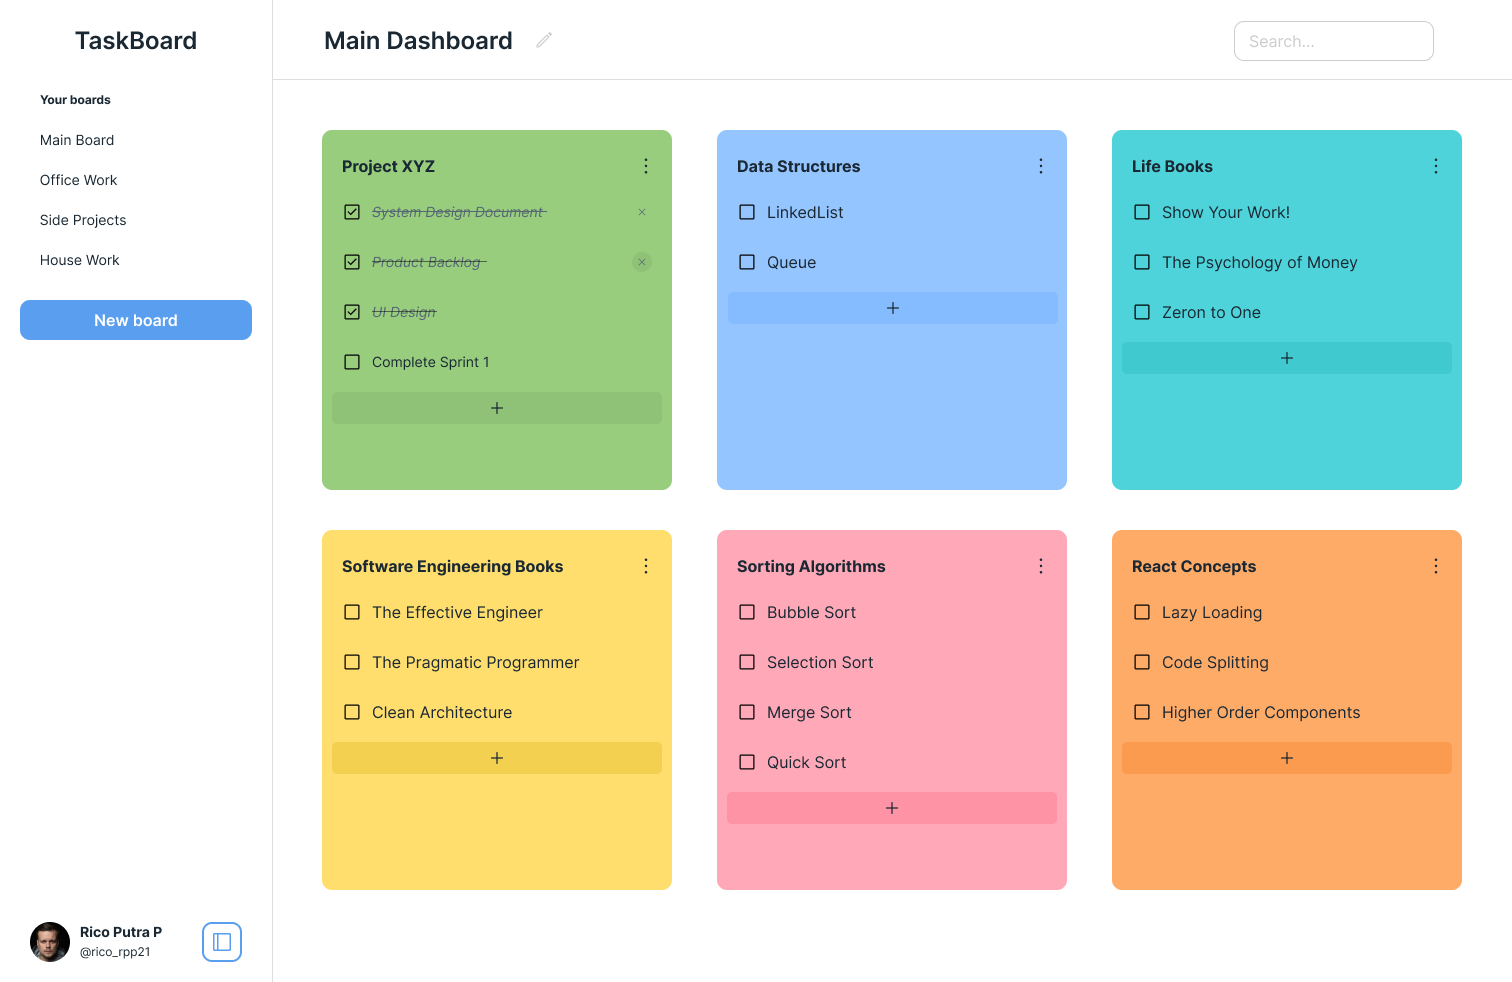 TaskBoard
Your boards
Main Board
Office Work
Side Projects
House Work
New board
Rico Putra P
@rico_rpp21
Main Dashboard
Search...
Project XYZ
System Design Document
Product Backlog
UI Design
Complete Sprint 1
+
Data Structures
LinkedList
Queue
+
Life Books
Show Your Work!
The Psychology of Money
Zeron to One
+
Software Engineering Books
The Effective Engineer
The Pragmatic Programmer
Clean Architecture
+
Sorting Algorithms
Bubble Sort
Selection Sort
Merge Sort
Quick Sort
+
React Concepts
Lazy Loading
Code Splitting
Higher Order Components
+